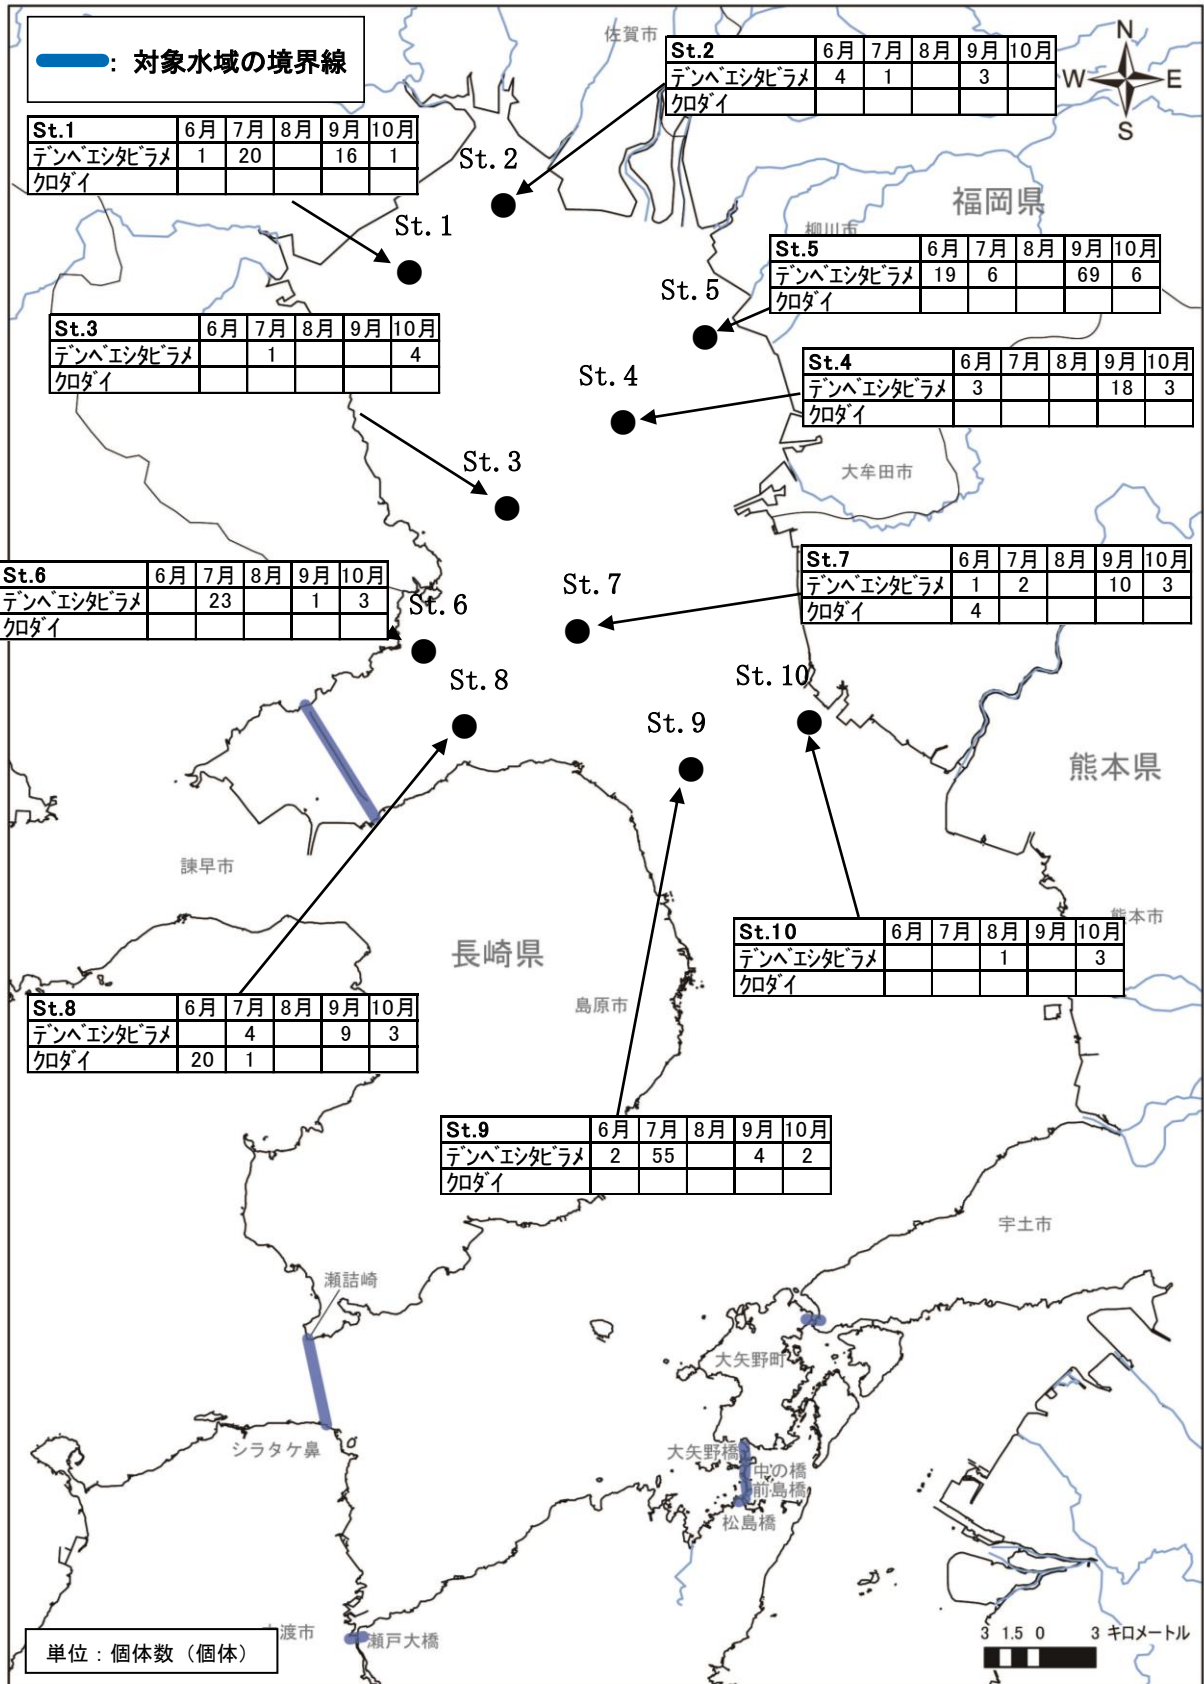 : 対象水域の境界線
佐賀市
N
W E
S
St.2 6月 7月 8月 9月 10月
デンベエシタビラメ 4 1 3
クロダイ
St.1 6月 7月 8月 9月 10月
デンベエシタビラメ 1 20 16 1
クロダイ
St. 2
St. 1
福岡県
柳川市
St.5 6月 7月 8月 9月 10月
デンベエシタビラメ 19 6 69 6
クロダイ
St. 5
St.3 6月 7月 8月 9月 10月
デンベエシタビラメ 1 4
クロダイ
St.4 6月 7月 8月 9月 10月
デンベエシタビラメ 3 18 3
クロダイ
St. 4
St. 3
大牟田市
St.7 6月 7月 8月 9月 10月
デンベエシタビラメ 1 2 10 3
クロダイ 4
St.6 6月 7月 8月 9月 10月
デンベエシタビラメ 23 1 3
クロダイ
St. 7
St. 6
St. 8
St. 10
St. 9
熊本県
諫早市
熊本市
長崎県
St.10 6月 7月 8月 9月 10月
デンベエシタビラメ 1 3
クロダイ
島原市
St.8 6月 7月 8月 9月 10月
デンベエシタビラメ 4 9 3
クロダイ 20 1
St.9 6月 7月 8月 9月 10月
デンベエシタビラメ 2 55 4 2
クロダイ
宇土市
瀬詰崎
大矢野町
シラタケ鼻
大矢野橋
中の橋
前島橋
松島橋
渡市
瀬戸大橋
単位：個体数（個体）
3 1.5 0 3 キロメートル